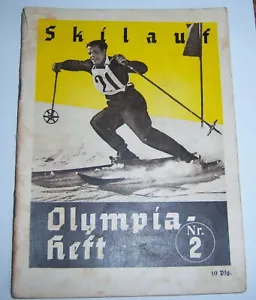 Skilauf
21
Olympia-
Heft
Nr.
2
10 Pfg.